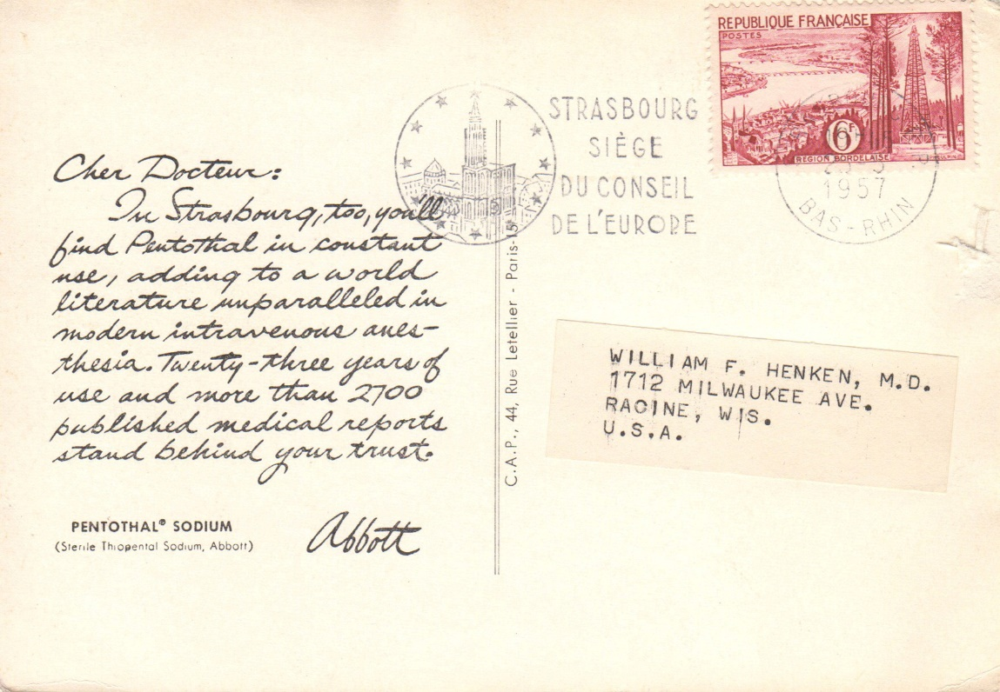 REPUBLIQUE FRANÇAISE
POSTES
6F
REGION BORDELAISE
STRASBOURG
SIÈGE
DU CONSEIL
DE L'EUROPE
1957
BAS-RHIN
Cher Docteur:
In Strasbourg, too, you'll
find Pentothal in constant
use, adding to a world
literature unparalleled in
modern intravenous anes-
thesia. Twenty-three years of
use and more than 2700
published medical reports
stand behind your trust.
Abbott
PENTOTHAL® SODIUM
(Sterile Thiopental Sodium, Abbott)
C.A.P., 44, Rue Letellier - Paris-15
WILLIAM F. HENKEN, M.D.
1712 MILWAUKEE AVE.
RACINE, WIS.
U.S.A.